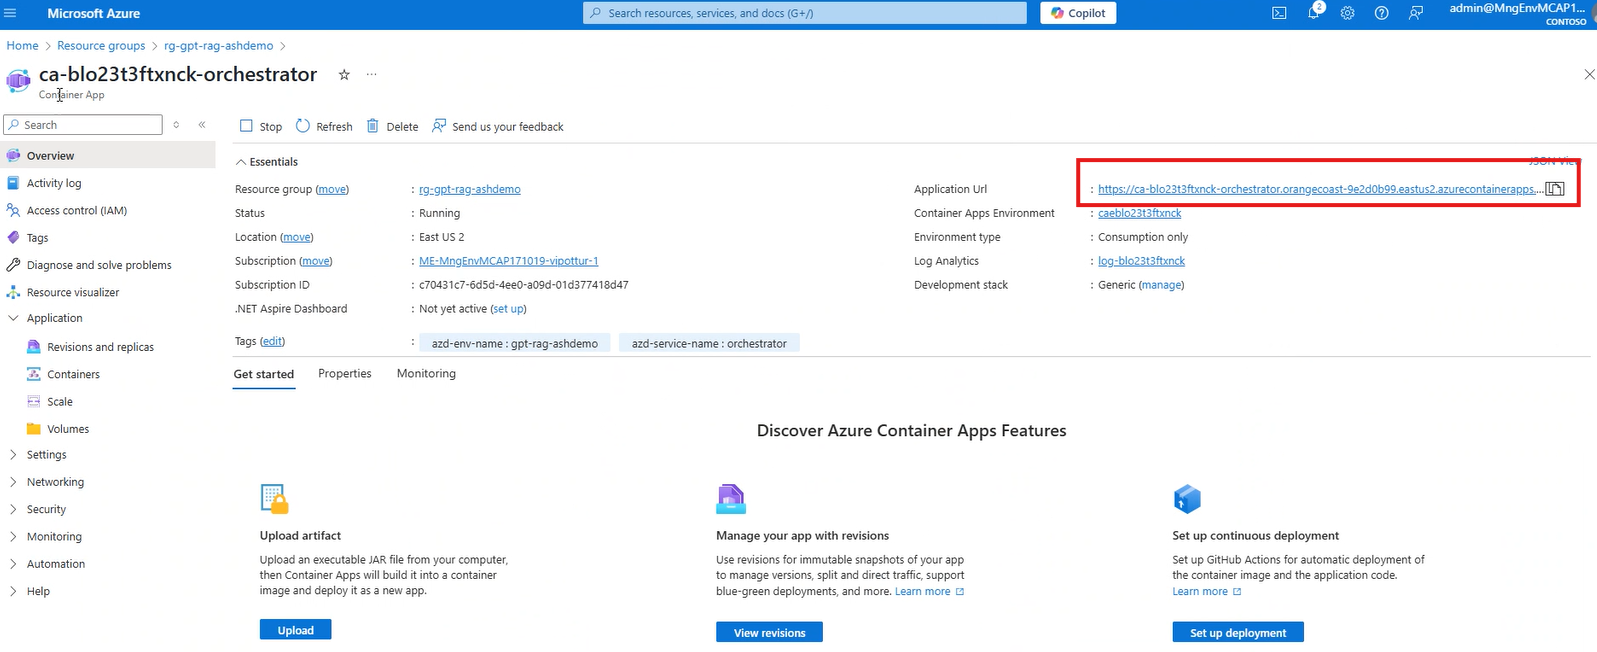 Microsoft Azure
Search resources, services, and docs (G+/)
Copilot
2
admin@MngEnvMCAP1...
CONTOSO
Home > Resource groups > rg-gpt-rag-ashdemo >
ca-blo23t3ftxnck-orchestrator
Container App
Search
Stop Refresh Delete Send us your feedback
Overview
Activity log
Access control (IAM)
Tags
Diagnose and solve problems
Resource visualizer
Application
Revisions and replicas
Containers
Scale
Volumes
Settings
Networking
Security
Monitoring
Automation
Help
Essentials
JSON View
Resource group (move) : rg-gpt-rag-ashdemo
Status : Running
Location (move) : East US 2
Subscription (move) : ME-MngEnvMCAP171019-vipottur-1
Subscription ID : c70431c7-6d5d-4ee0-a09d-01d377418d47
.NET Aspire Dashboard : Not yet active (set up)
Tags (edit) : azd-env-name : gpt-rag-ashdemo azd-service-name : orchestrator
Application Url : https://ca-blo23t3ftxnck-orchestrator.orangecoast-9e2d0b99.eastus2.azurecontainerapps....
Container Apps Environment : caeblo23t3ftxnck
Environment type : Consumption only
Log Analytics : log-blo23t3ftxnck
Development stack : Generic (manage)
Get started Properties Monitoring
Discover Azure Container Apps Features
Upload artifact
Upload an executable JAR file from your computer,
then Container Apps will build it into a container
image and deploy it as a new app.
Upload
Manage your app with revisions
Use revisions for immutable snapshots of your app
to manage versions, split and direct traffic, support
blue-green deployments, and more. Learn more
View revisions
Set up continuous deployment
Set up GitHub Actions for automatic deployment of
the container image and the application code.
Learn more
Set up deployment